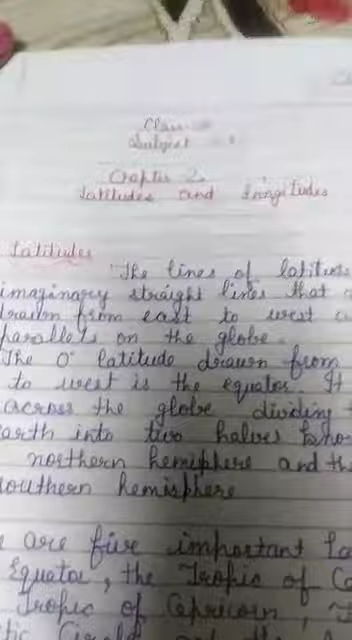 Class
Subject
Chapter 2
Latitudes and Longitudes
Latitudes
The lines of latitude
imaginary straight lines that
drawn from east to west
parallels on the globe.
The 0° latitude drawn from
to west is the equator. It
across the globe dividing
earth into two halves
northern hemisphere and the
southern hemisphere
are five important
Equator, the Tropic of
Tropic of Capricorn,